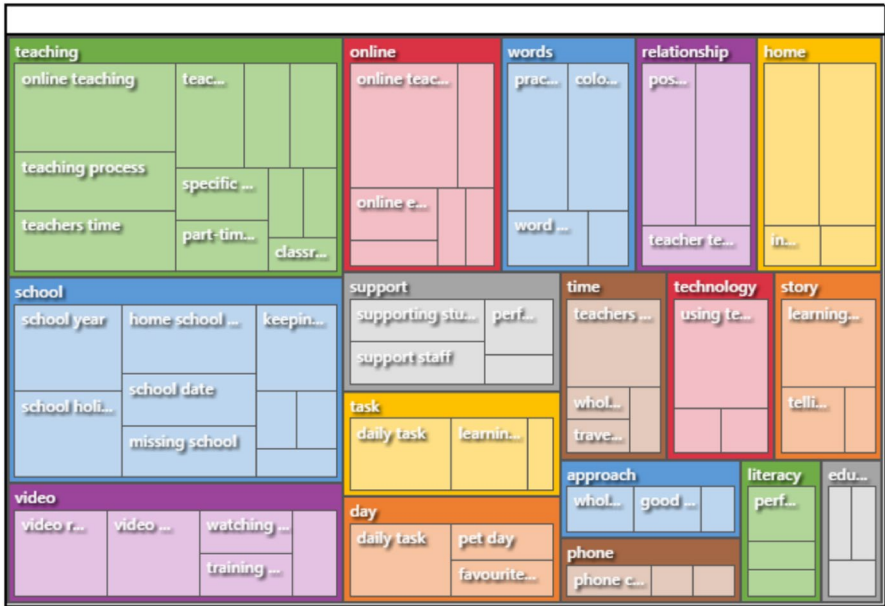 teaching
online teaching
teac...
teaching process
specific ...
teachers time
part-tim...
classr...
online
online teac...
online e...
words
prac...
colo...
word ...
relationship
pos...
teacher te...
home
in...
school
school year
home school ...
keepin...
school date
school holi...
missing school
support
supporting stu...
perf...
support staff
time
teachers ...
whol...
trave...
technology
using te...
story
learning...
telli...
task
daily task
learnin...
video
video r...
video ...
watching ...
training ...
day
daily task
pet day
favourite...
approach
whol...
good ...
phone
phone c...
literacy
perf...
edu...